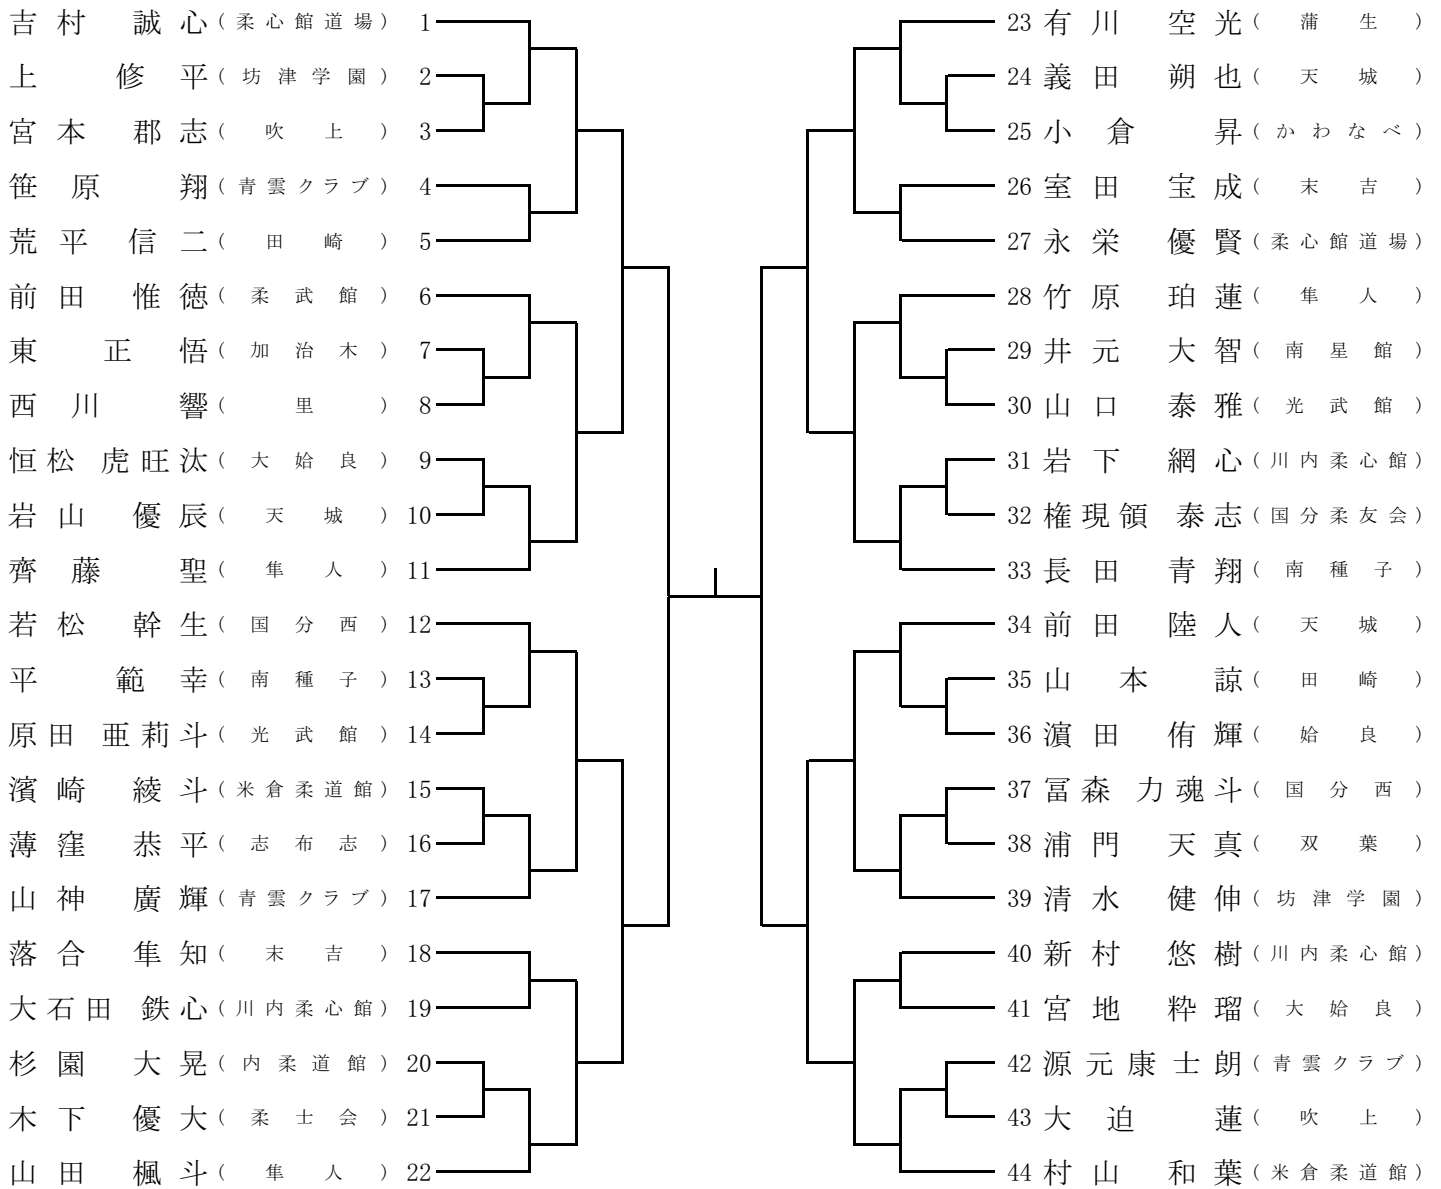 吉村 誠心（柔心館道場） 1
上 修平（坊津学園） 2
宮本 郡志（吹上） 3
笹原 翔（青雲クラブ） 4
荒平 信二（田崎） 5
前田 惟徳（柔武館） 6
東 正悟（加治木） 7
西川 響（里） 8
恒松 虎旺汰（大姶良） 9
岩山 優辰（天城） 10
齊藤 聖（隼人） 11
若松 幹生（国分西） 12
平 範幸（南種子） 13
原田 亜莉斗（光武館） 14
濱崎 綾斗（米倉柔道館） 15
薄窪 恭平（志布志） 16
山神 廣輝（青雲クラブ） 17
落合 隼知（末吉） 18
大石田 鉄心（川内柔心館） 19
杉園 大晃（内柔道館） 20
木下 優大（柔士会） 21
山田 楓斗（隼人） 22
23 有川 空光（蒲生）
24 義田 朔也（天城）
25 小倉 昇（かわなべ）
26 室田 宝成（末吉）
27 永栄 優賢（柔心館道場）
28 竹原 珀蓮（隼人）
29 井元 大智（南星館）
30 山口 泰雅（光武館）
31 岩下 網心（川内柔心館）
32 権現領 泰志（国分柔友会）
33 長田 青翔（南種子）
34 前田 陸人（天城）
35 山本 諒（田崎）
36 濵田 侑輝（姶良）
37 冨森 力魂斗（国分西）
38 浦門 天真（双葉）
39 清水 健伸（坊津学園）
40 新村 悠樹（川内柔心館）
41 宮地 粋瑠（大姶良）
42 源元康士朗（青雲クラブ）
43 大迫 蓮（吹上）
44 村山 和葉（米倉柔道館）